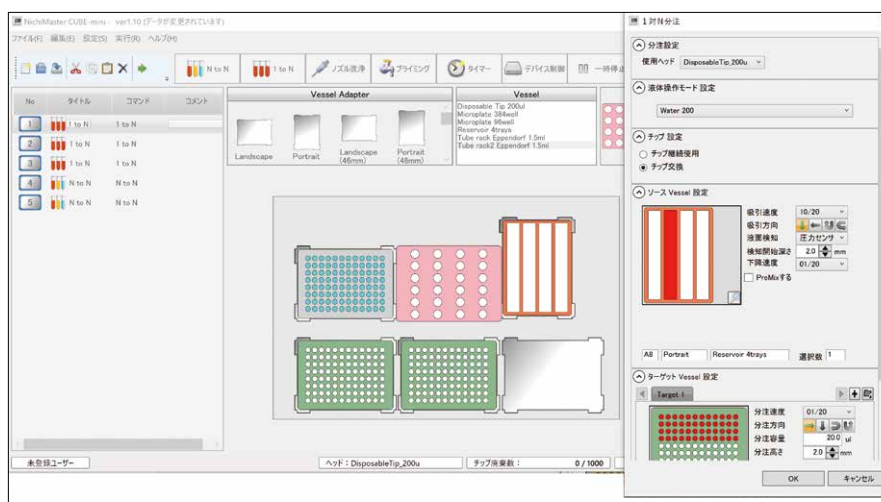 NichiMaster CUBE-mini - ver1.10 (データが変更されています)
ファイル(F) 編集(E) 設定(S) 実行(R) ヘルプ(H)
N to N
1 to N
ノズル洗浄
プライミング
タイマー
デバイス制御
一時停止
No タイトル コマンド コメント
1 1 to N 1 to N
2 1 to N 1 to N
3 1 to N 1 to N
4 N to N N to N
5 N to N N to N
Vessel Adapter
Landscape
Portrait
Landscape (46mm)
Portrait (46mm)
Vessel
Disposable Tip 200ul
Microplate 384well
Microplate 96well
Reservoir 4trays
Tube rack Eppendorf 1.5ml
Tube rack2 Eppendorf 1.5ml
未登録ユーザー
ヘッド：DisposableTip_200u
チップ廃棄数： 0 / 1000
1 対N分注
分注設定
使用ヘッド DisposableTip_200u
液体操作モード 設定
Water 200
チップ 設定
チップ継続使用
チップ交換
ソース Vessel 設定
吸引速度 10/20
吸引方向
液面検知 圧力センサ
検知開始深さ 2.0 mm
下降速度 01/20
ProMixする
A8 Portrait Reservoir 4trays 選択数 1
ターゲット Vessel 設定
Target 1
分注速度 01/20
分注方向
分注容量 20.0 ul
分注高さ 2.0 mm
OK キャンセル